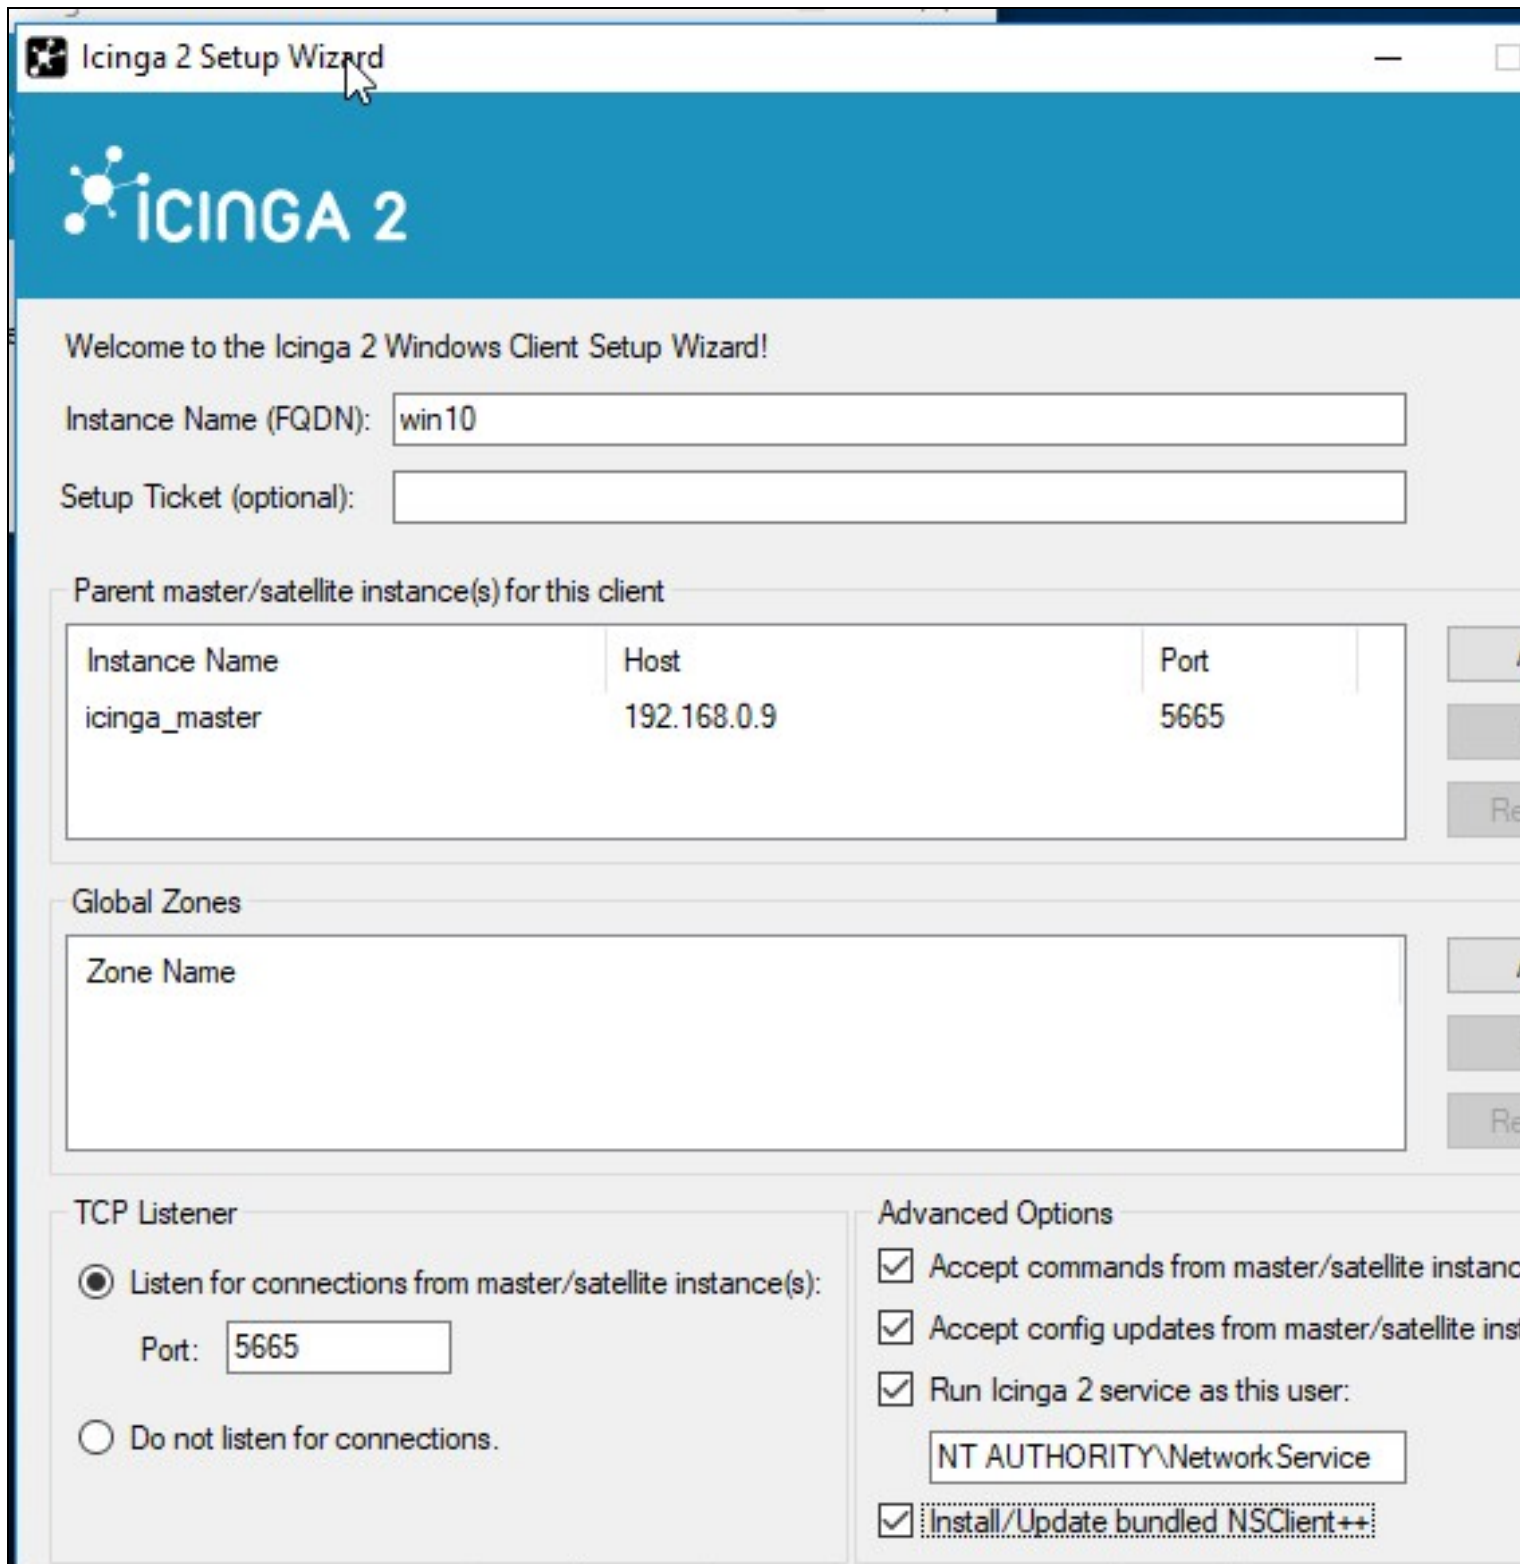 Icinga 2 Setup Wizard
ICINGA 2
Welcome to the Icinga 2 Windows Client Setup Wizard!
Instance Name (FQDN): win10
Setup Ticket (optional):
Parent master/satellite instance(s) for this client
Instance Name Host Port
icinga_master 192.168.0.9 5665
Re
Global Zones
Zone Name
Re
TCP Listener
Listen for connections from master/satellite instance(s):
Port: 5665
Do not listen for connections.
Advanced Options
Accept commands from master/satellite instanc
Accept config updates from master/satellite inst
Run Icinga 2 service as this user:
NT AUTHORITY\NetworkService
Install/Update bundled NSClient++